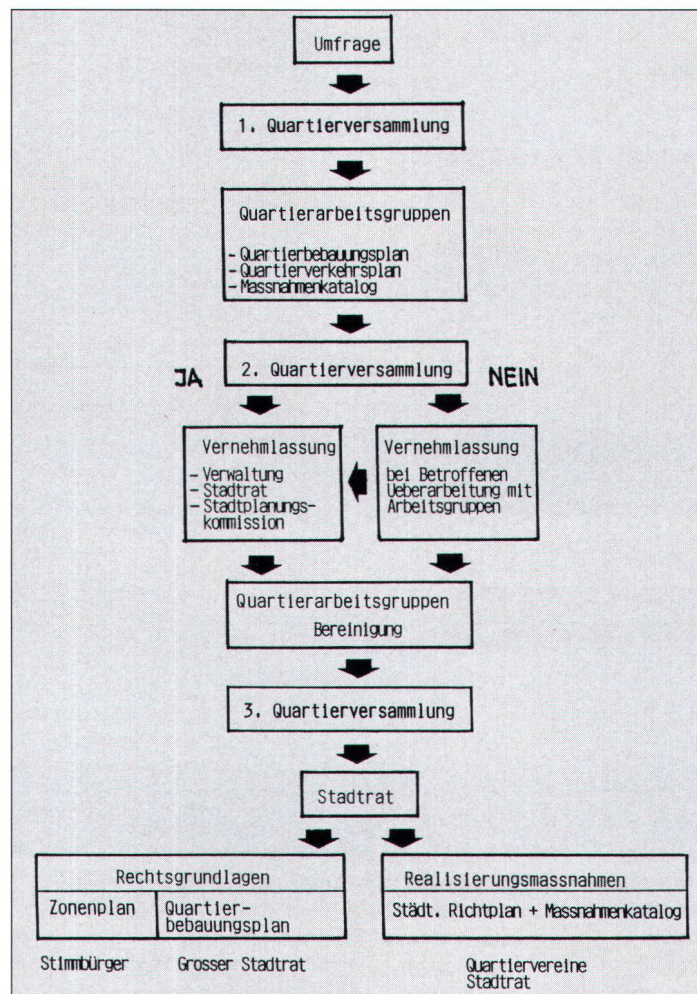 Umfrage
1. Quartierversammlung
Quartierarbeitsgruppen
- Quartierbebauungsplan
- Quartierverkehrsplan
- Massnahmenkatalog
2. Quartierversammlung
JA
NEIN
Vernehmlassung
- Verwaltung
- Stadtrat
- Stadtplanungs-
kommission
Vernehmlassung
bei Betroffenen
Ueberarbeitung mit
Arbeitsgruppen
Quartierarbeitsgruppen
Bereinigung
3. Quartierversammlung
Stadtrat
Rechtsgrundlagen
Zonenplan
Quartier-
bebauungsplan
Stimmbürger
Grosser Stadtrat
Realisierungsmassnahmen
Städt. Richtplan + Massnahmenkatalog
Quartiervereine
Stadtrat